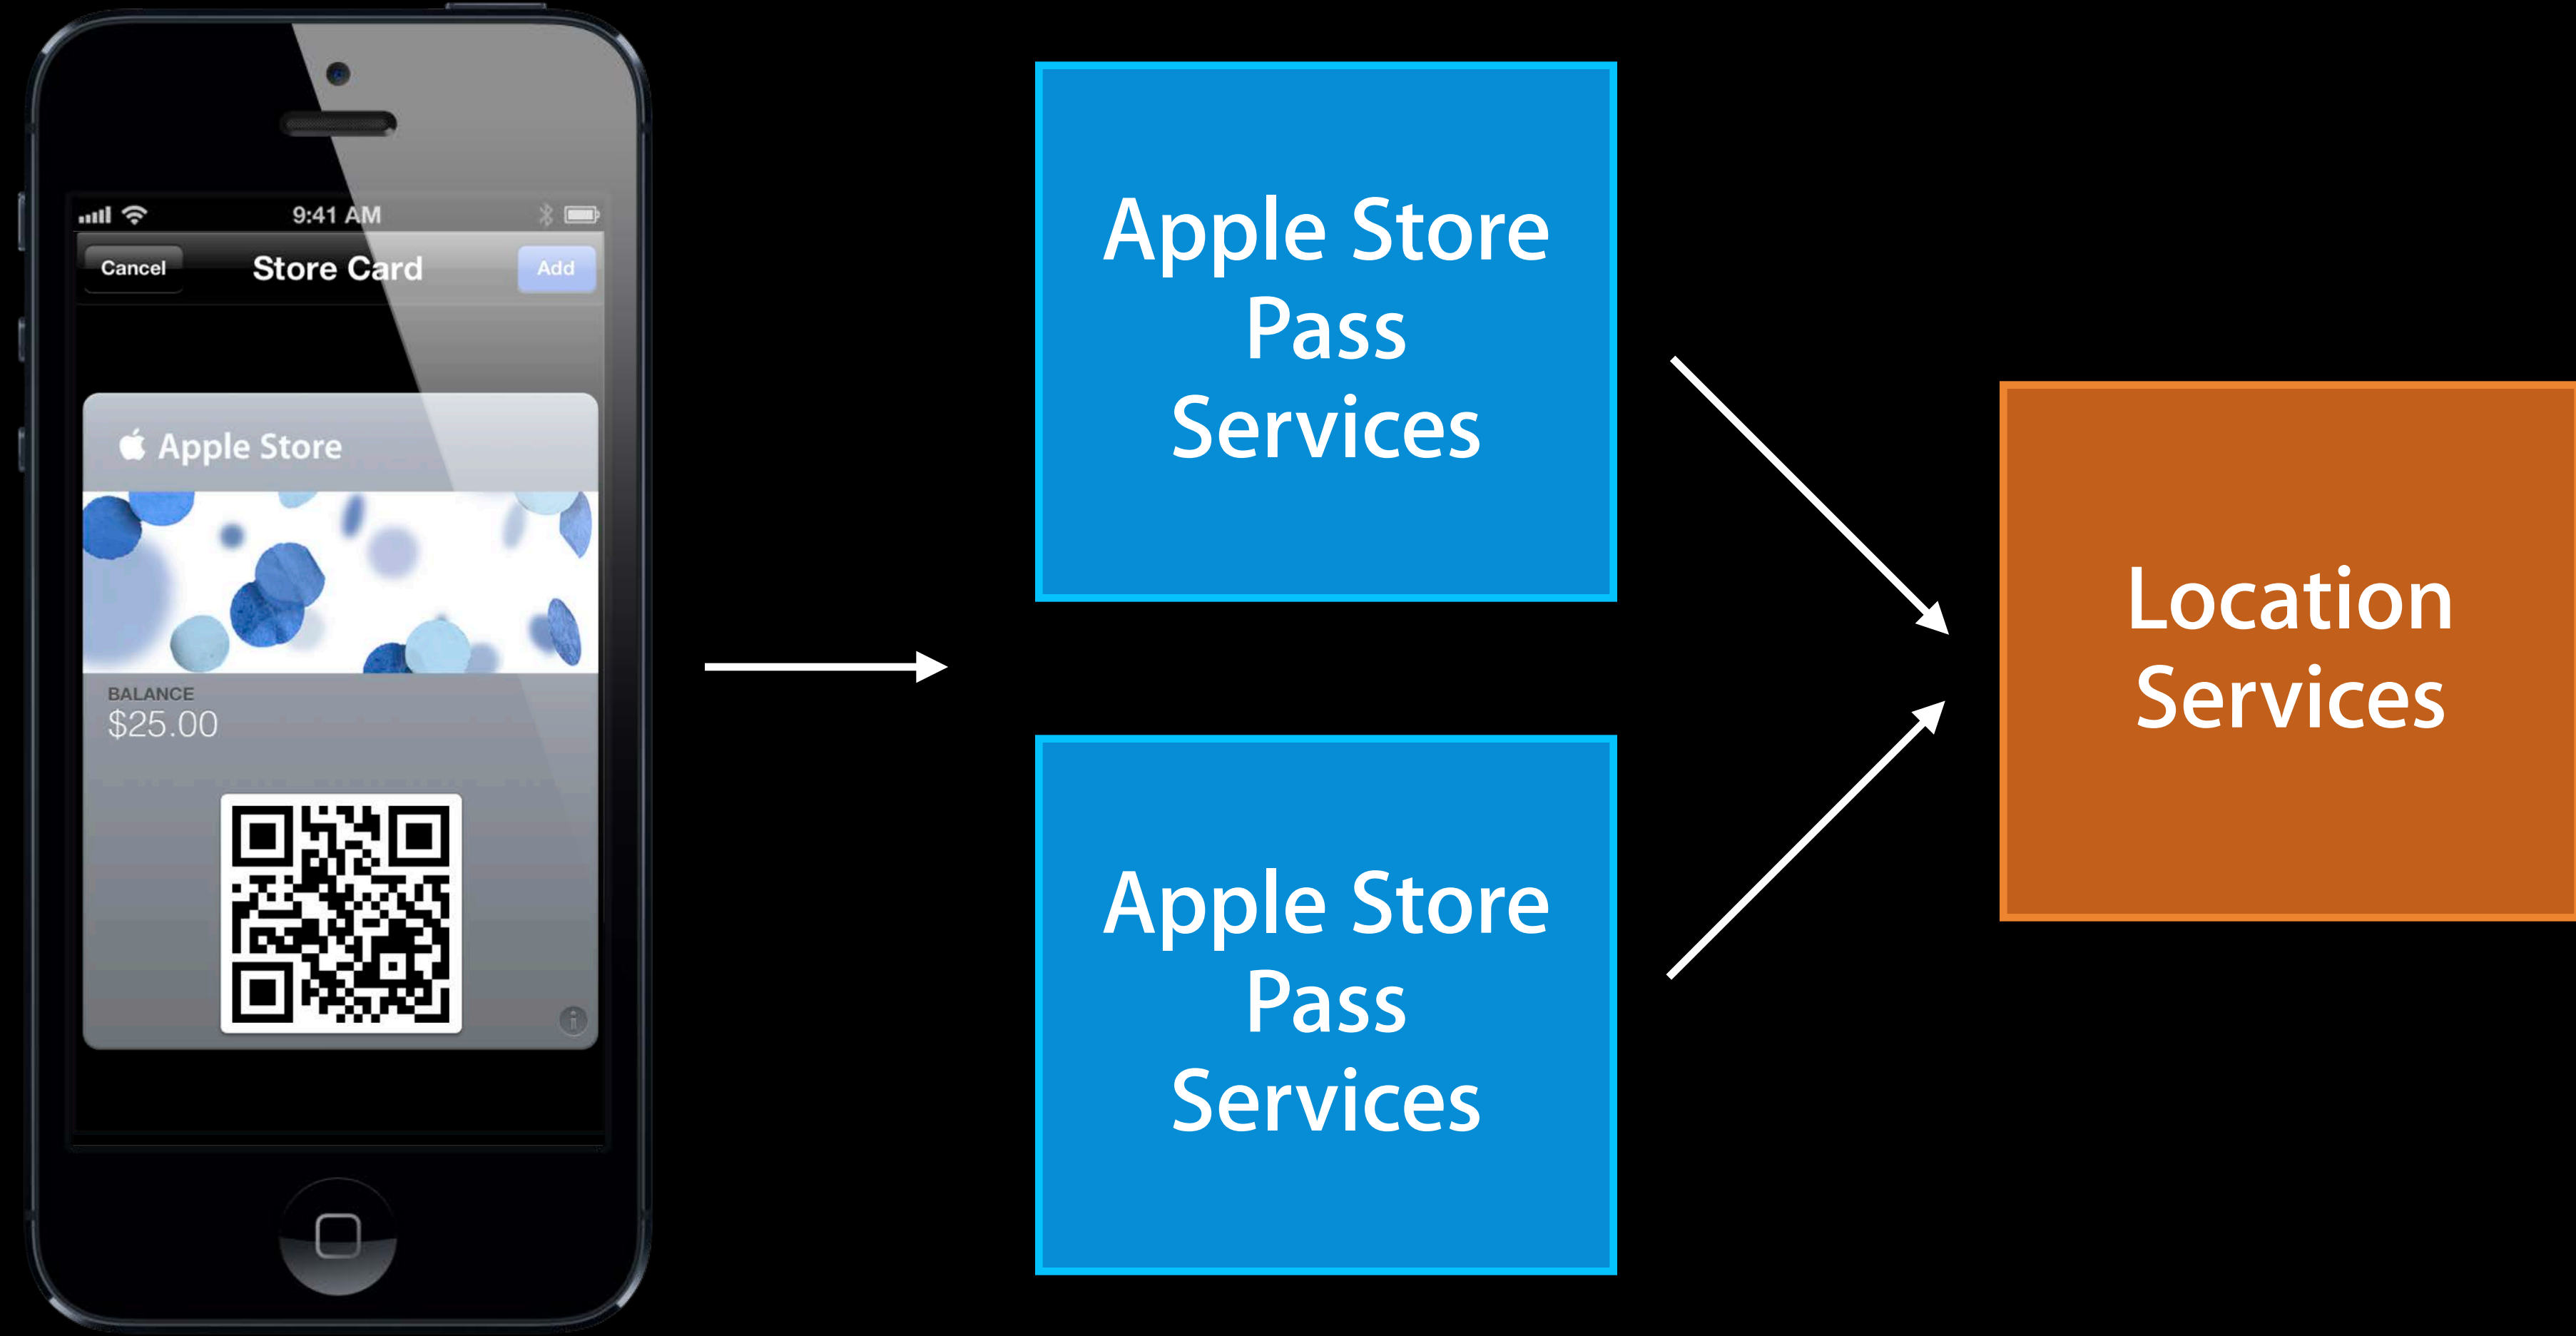 9:41 AM
Cancel
Store Card
Add
Apple Store
BALANCE
$25.00
Apple Store
Pass
Services
Apple Store
Pass
Services
Location
Services